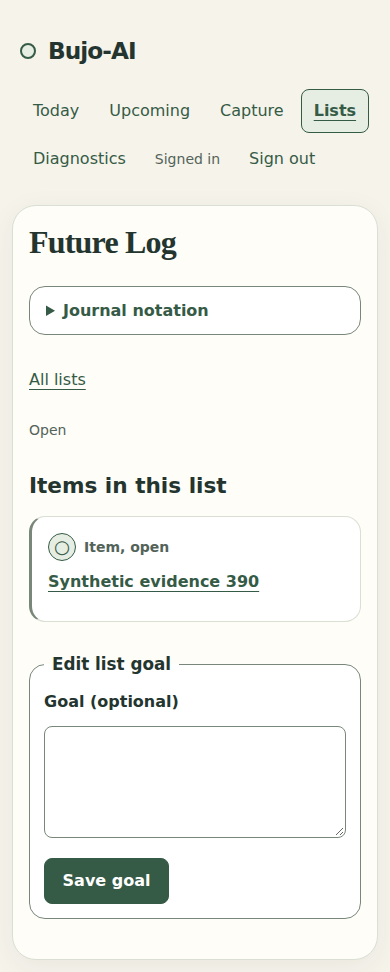 Bujo-AI
Today Upcoming Capture Lists
Diagnostics Signed in Sign out
Future Log
Journal notation
All lists
Open
Items in this list
Item, open
Synthetic evidence 390
Edit list goal
Goal (optional)
Save goal